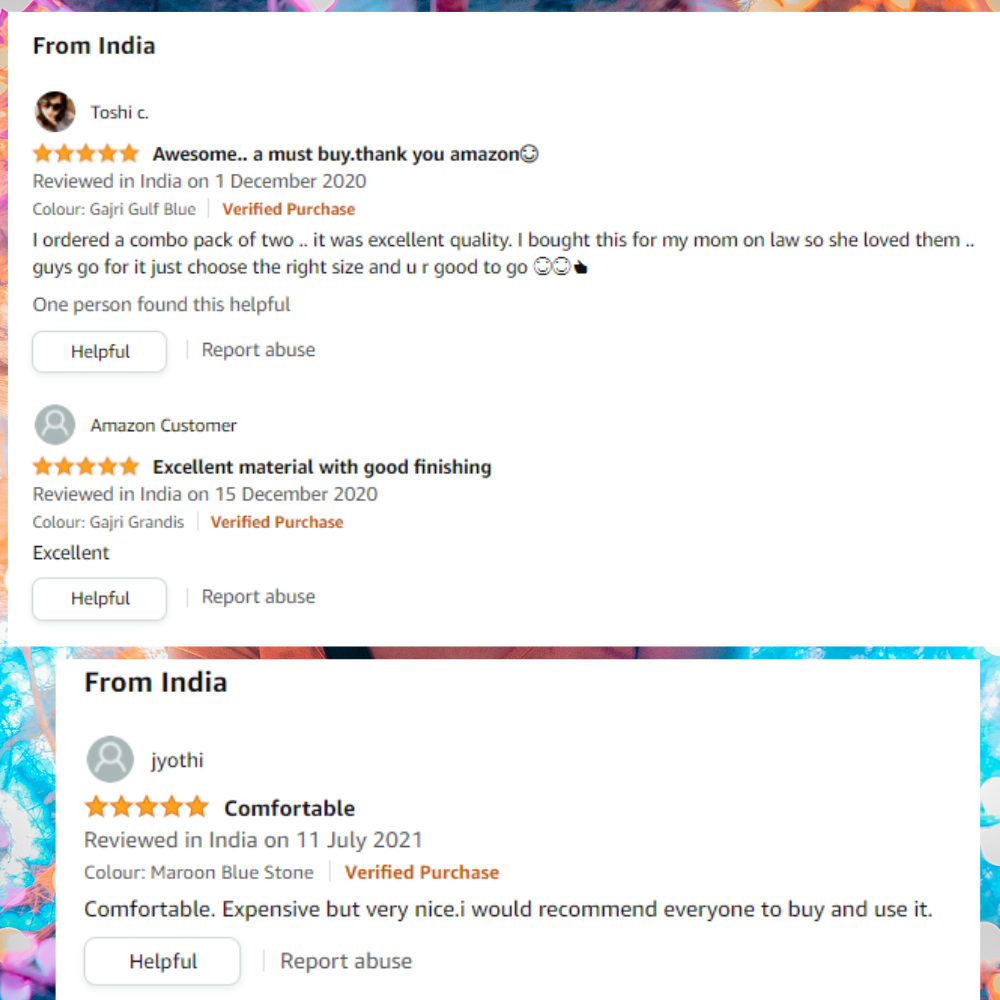 From India
Toshi c.
Awesome.. a must buy.thank you amazon😊
Reviewed in India on 1 December 2020
Colour: Gajri Gulf Blue | Verified Purchase
I ordered a combo pack of two .. it was excellent quality. I bought this for my mom on law so she loved them ..
guys go for it just choose the right size and u r good to go 😊😊👍
One person found this helpful
Helpful | Report abuse
Amazon Customer
Excellent material with good finishing
Reviewed in India on 15 December 2020
Colour: Gajri Grandis | Verified Purchase
Excellent
Helpful | Report abuse
From India
jyothi
Comfortable
Reviewed in India on 11 July 2021
Colour: Maroon Blue Stone | Verified Purchase
Comfortable. Expensive but very nice.i would recommend everyone to buy and use it.
Helpful | Report abuse